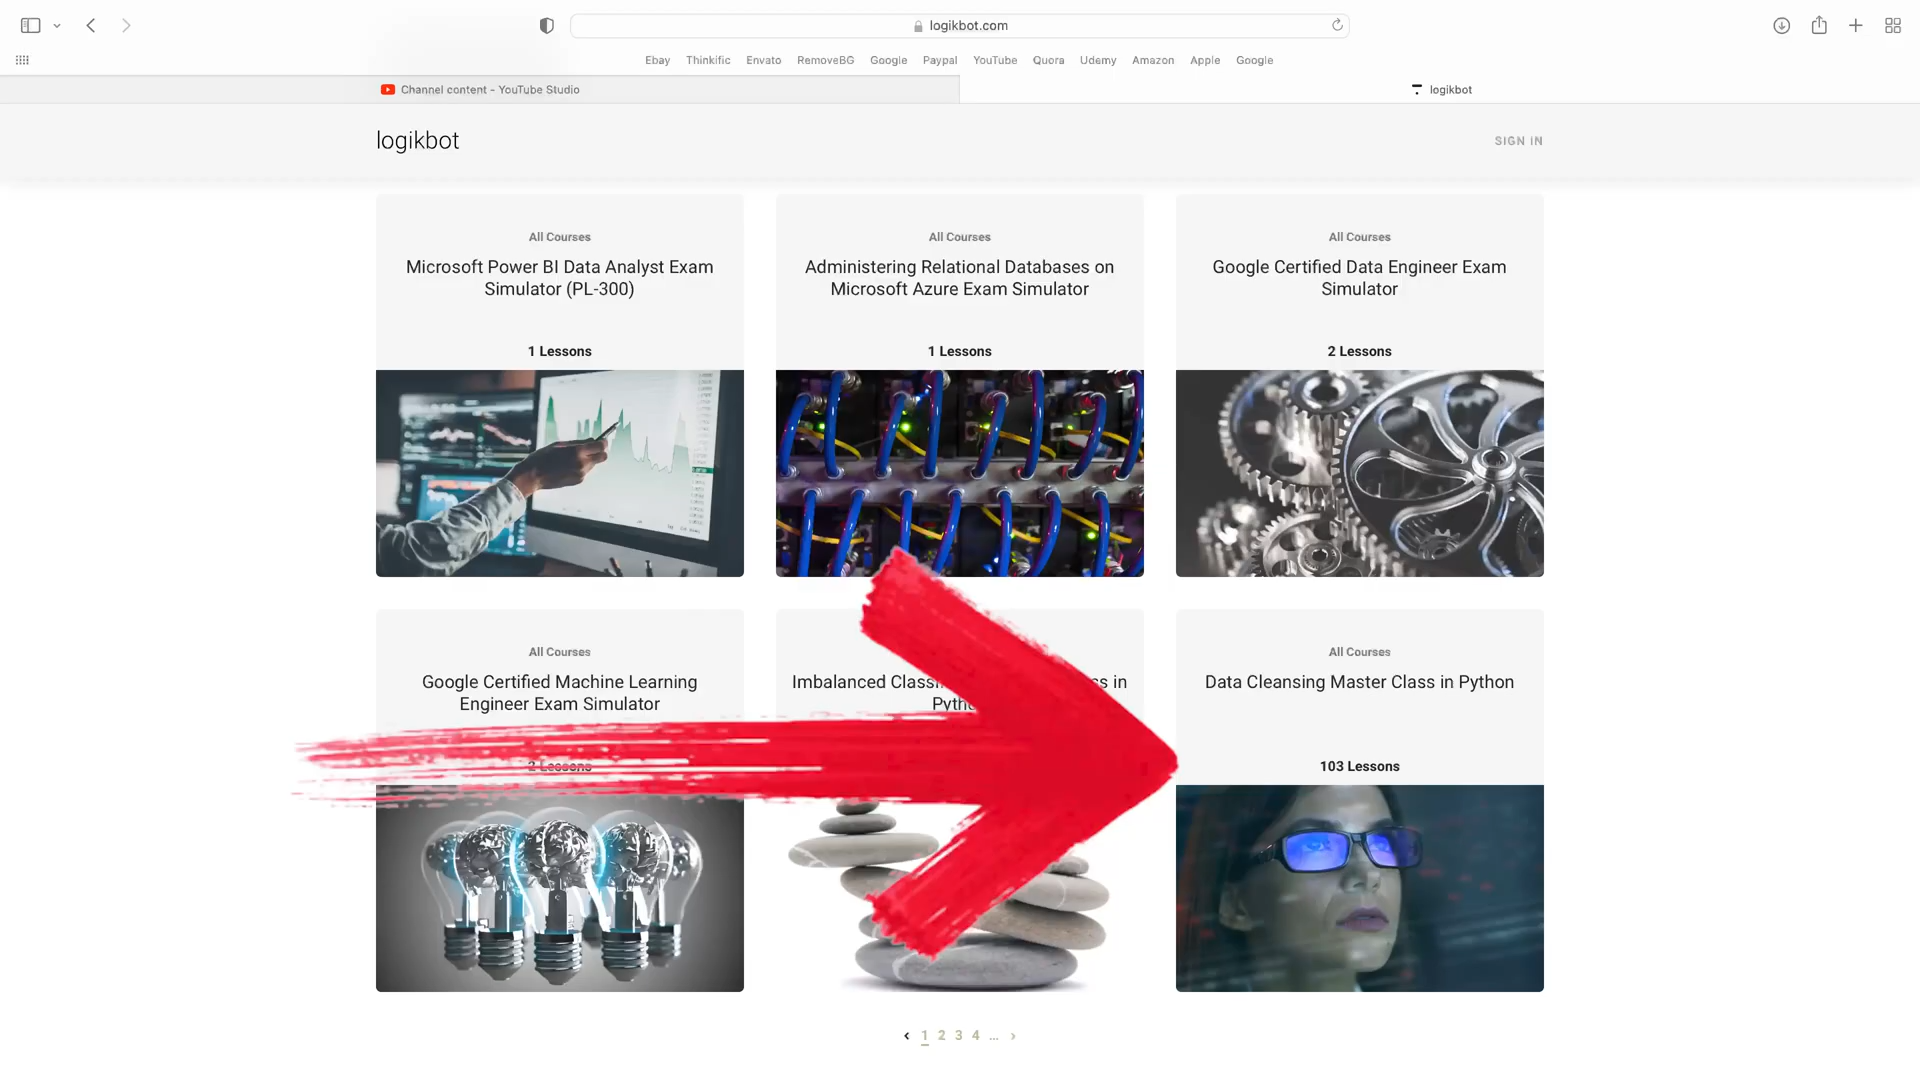 logikbot.com
Ebay Thinkific Envato RemoveBG Google Paypal YouTube Quora Udemy Amazon Apple Google
Channel content - YouTube Studio
logikbot
logikbot
SIGN IN
All Courses
Microsoft Power BI Data Analyst Exam
Simulator (PL-300)
1 Lessons
All Courses
Administering Relational Databases on
Microsoft Azure Exam Simulator
1 Lessons
All Courses
Google Certified Data Engineer Exam
Simulator
2 Lessons
All Courses
Google Certified Machine Learning
Engineer Exam Simulator
2 Lessons
Imbalanced in
All Courses
Data Cleansing Master Class in Python
103 Lessons
‹ 1 2 3 4 ... ›